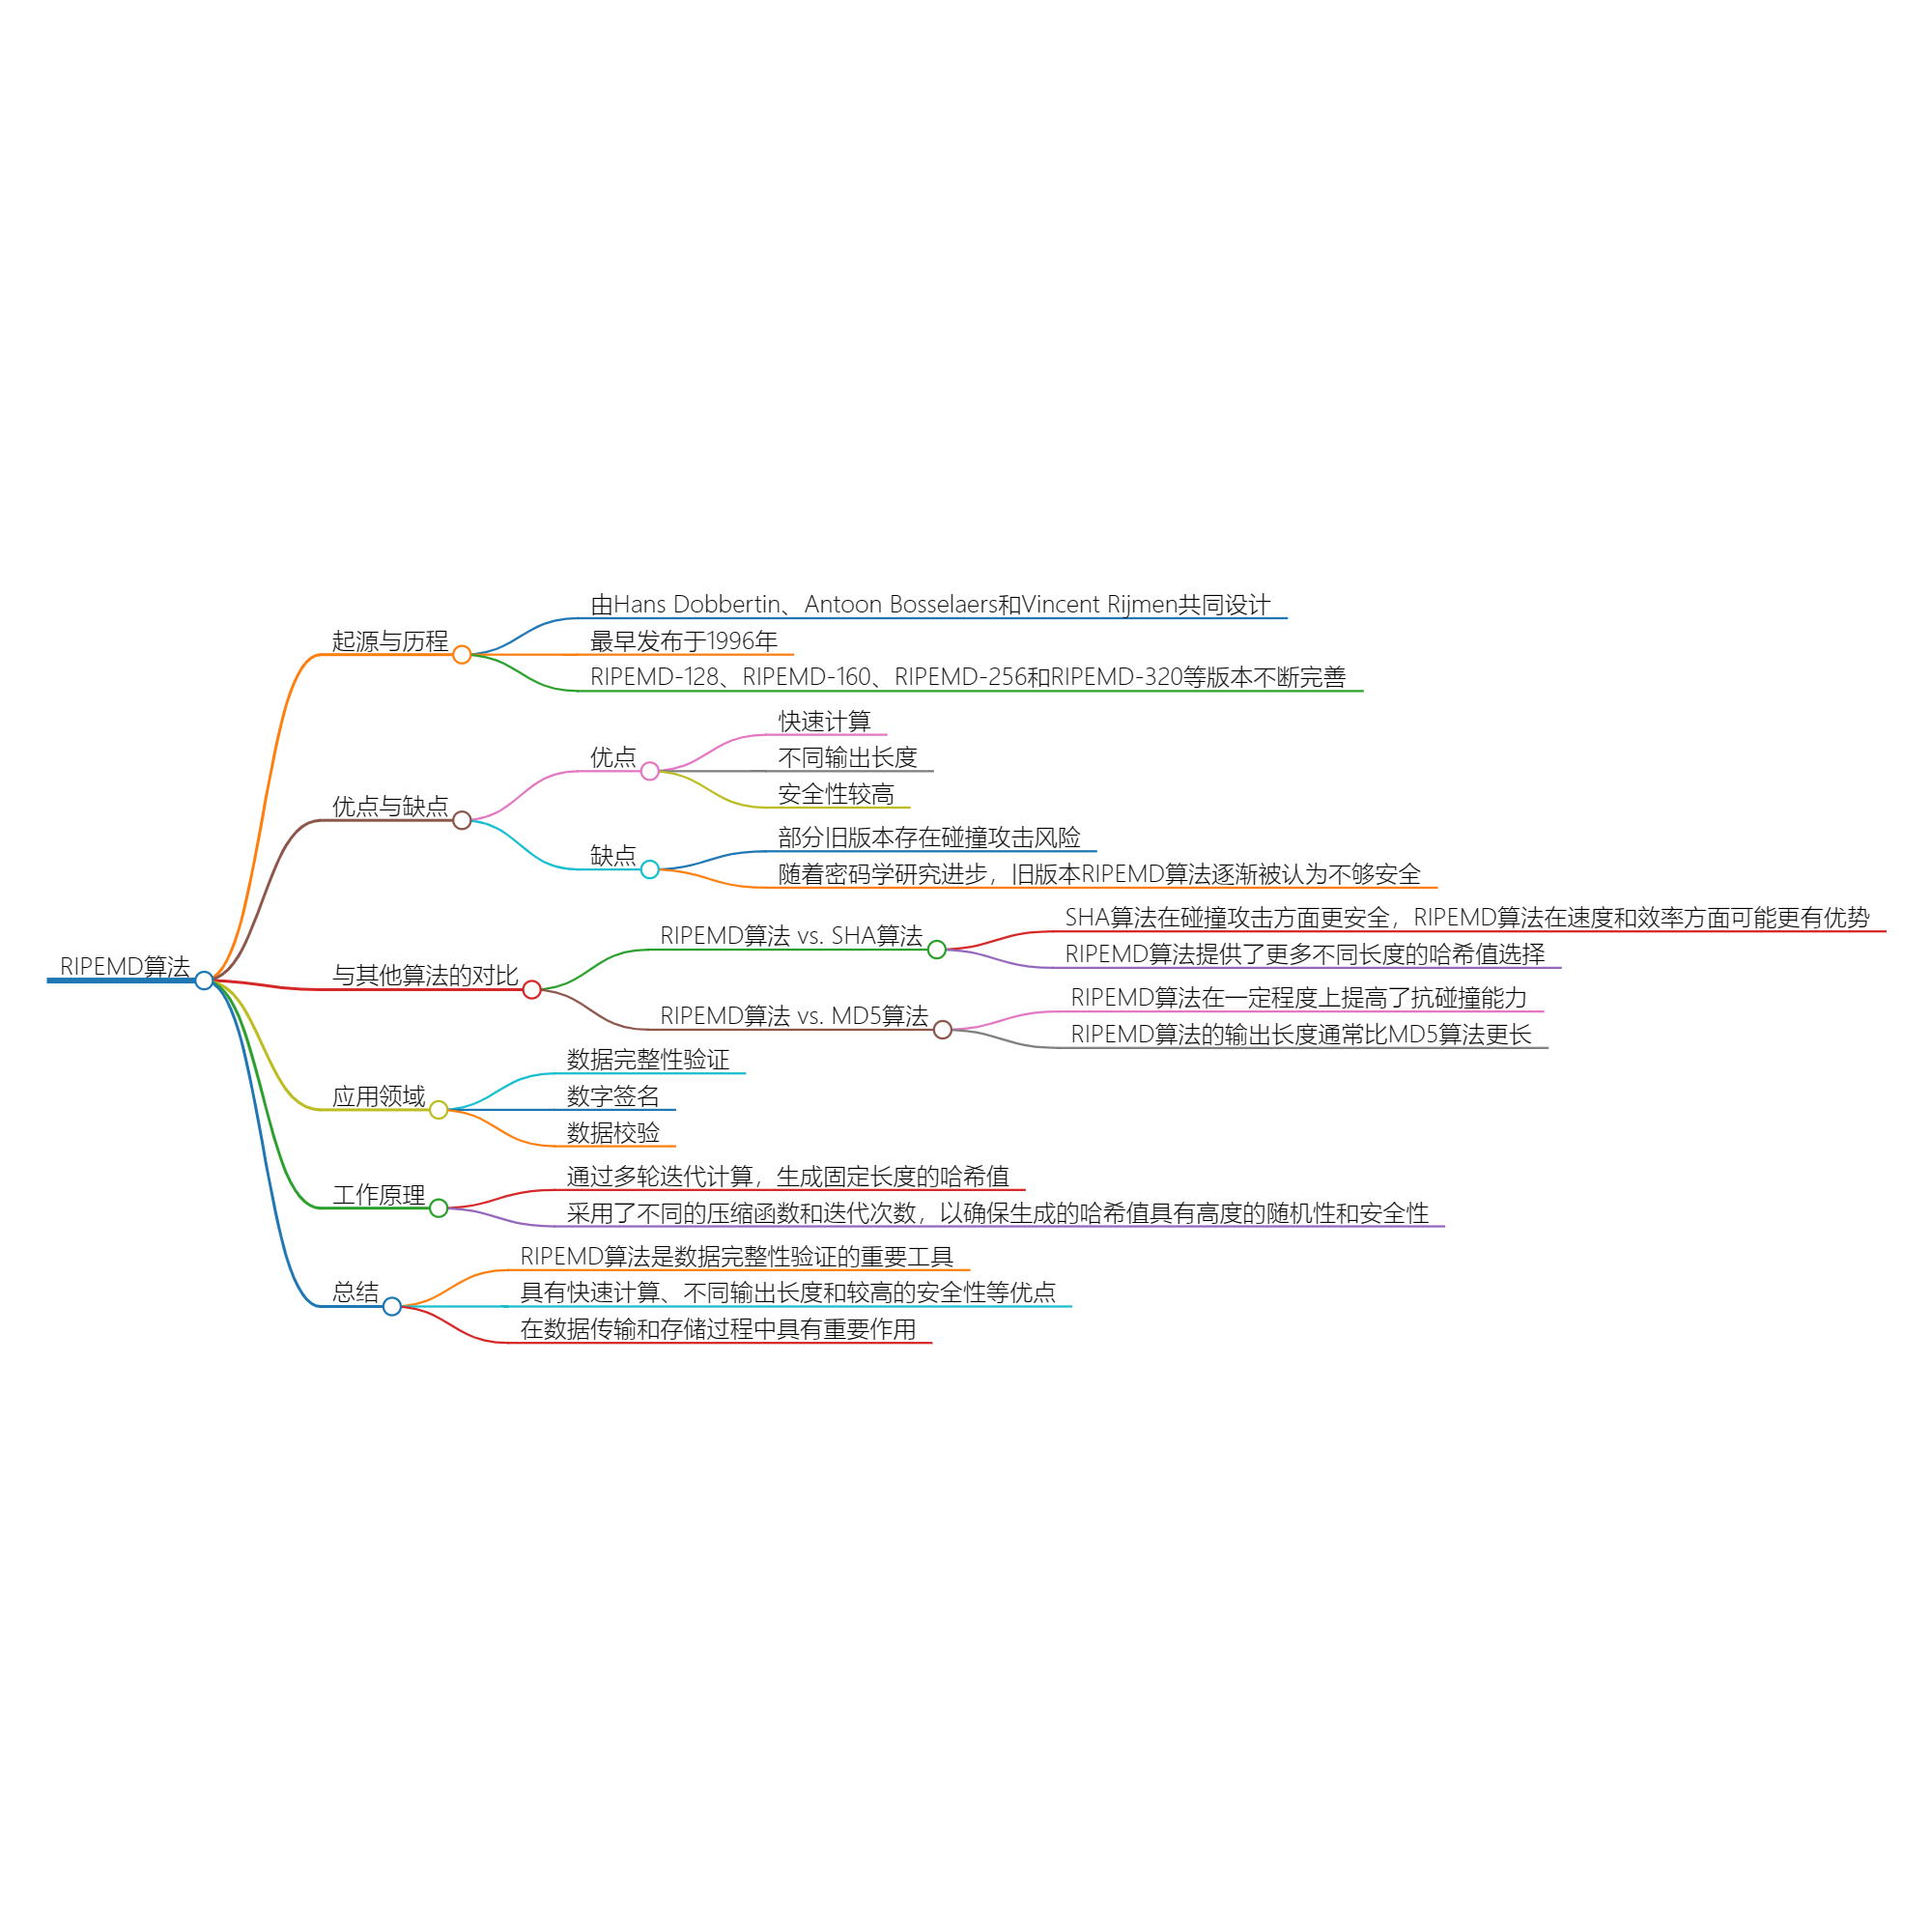 RIPEMD算法
起源与历程
由Hans Dobbertin、Antoon Bosselaers和Vincent Rijmen共同设计
最早发布于1996年
RIPEMD-128、RIPEMD-160、RIPEMD-256和RIPEMD-320等版本不断完善
优点与缺点
优点
快速计算
不同输出长度
安全性较高
缺点
部分旧版本存在碰撞攻击风险
随着密码学研究进步，旧版本RIPEMD算法逐渐被认为不够安全
与其他算法的对比
RIPEMD算法 vs. SHA算法
SHA算法在碰撞攻击方面更安全，RIPEMD算法在速度和效率方面可能更有优势
RIPEMD算法提供了更多不同长度的哈希值选择
RIPEMD算法 vs. MD5算法
RIPEMD算法在一定程度上提高了抗碰撞能力
RIPEMD算法的输出长度通常比MD5算法更长
应用领域
数据完整性验证
数字签名
数据校验
工作原理
通过多轮迭代计算，生成固定长度的哈希值
采用了不同的压缩函数和迭代次数，以确保生成的哈希值具有高度的随机性和安全性
总结
RIPEMD算法是数据完整性验证的重要工具
具有快速计算、不同输出长度和较高的安全性等优点
在数据传输和存储过程中具有重要作用